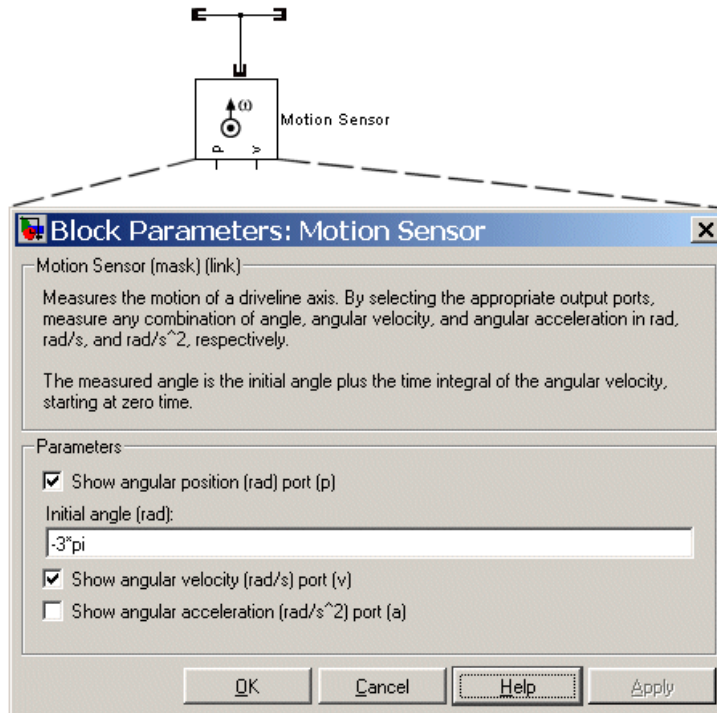 ω
Motion Sensor
p v
Block Parameters: Motion Sensor
Motion Sensor (mask) (link)
Measures the motion of a driveline axis. By selecting the appropriate output ports,
measure any combination of angle, angular velocity, and angular acceleration in rad,
rad/s, and rad/s^2, respectively.
The measured angle is the initial angle plus the time integral of the angular velocity,
starting at zero time.
Parameters
Show angular position (rad) port (p)
Initial angle (rad):
-3*pi
Show angular velocity (rad/s) port (v)
Show angular acceleration (rad/s^2) port (a)
OK Cancel Help Apply